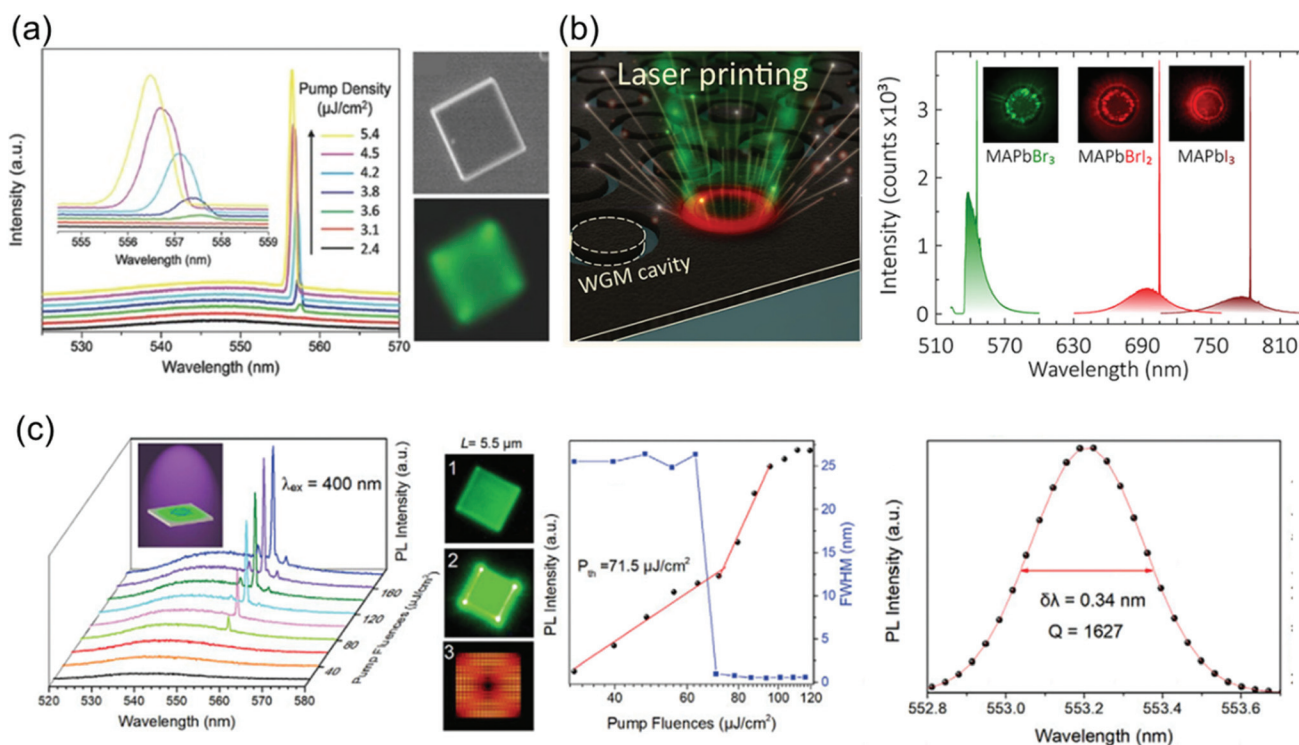 (a)
Intensity (a.u.)
Pump Density
(μJ/cm²)
5.4
4.5
4.2
3.8
3.6
3.1
2.4
555 556 557 558 559
Wavelength (nm)
530 540 550 560 570
Wavelength (nm)
(b)
Laser printing
WGM cavity
Intensity (counts x10³)
3
2
1
0
MAPbBr₃ MAPbBrI₂ MAPbI₃
510 570 630 690 750 810
Wavelength (nm)
(c)
λex = 400 nm
PL Intensity (a.u.)
160
120
80
40
Pump Fluences (μJ/cm²)
520 530 540 550 560 570 580
Wavelength (nm)
L= 5.5 μm
1
2
3
PL Intensity (a.u.)
Pth =71.5 μJ/cm²
25
20
15
10
5
0
FWHM (nm)
40 60 80 100 120
Pump Fluences (μJ/cm²)
PL Intensity (a.u.)
δλ = 0.34 nm
Q = 1627
552.8 553.0 553.2 553.4 553.6
Wavelength (nm)